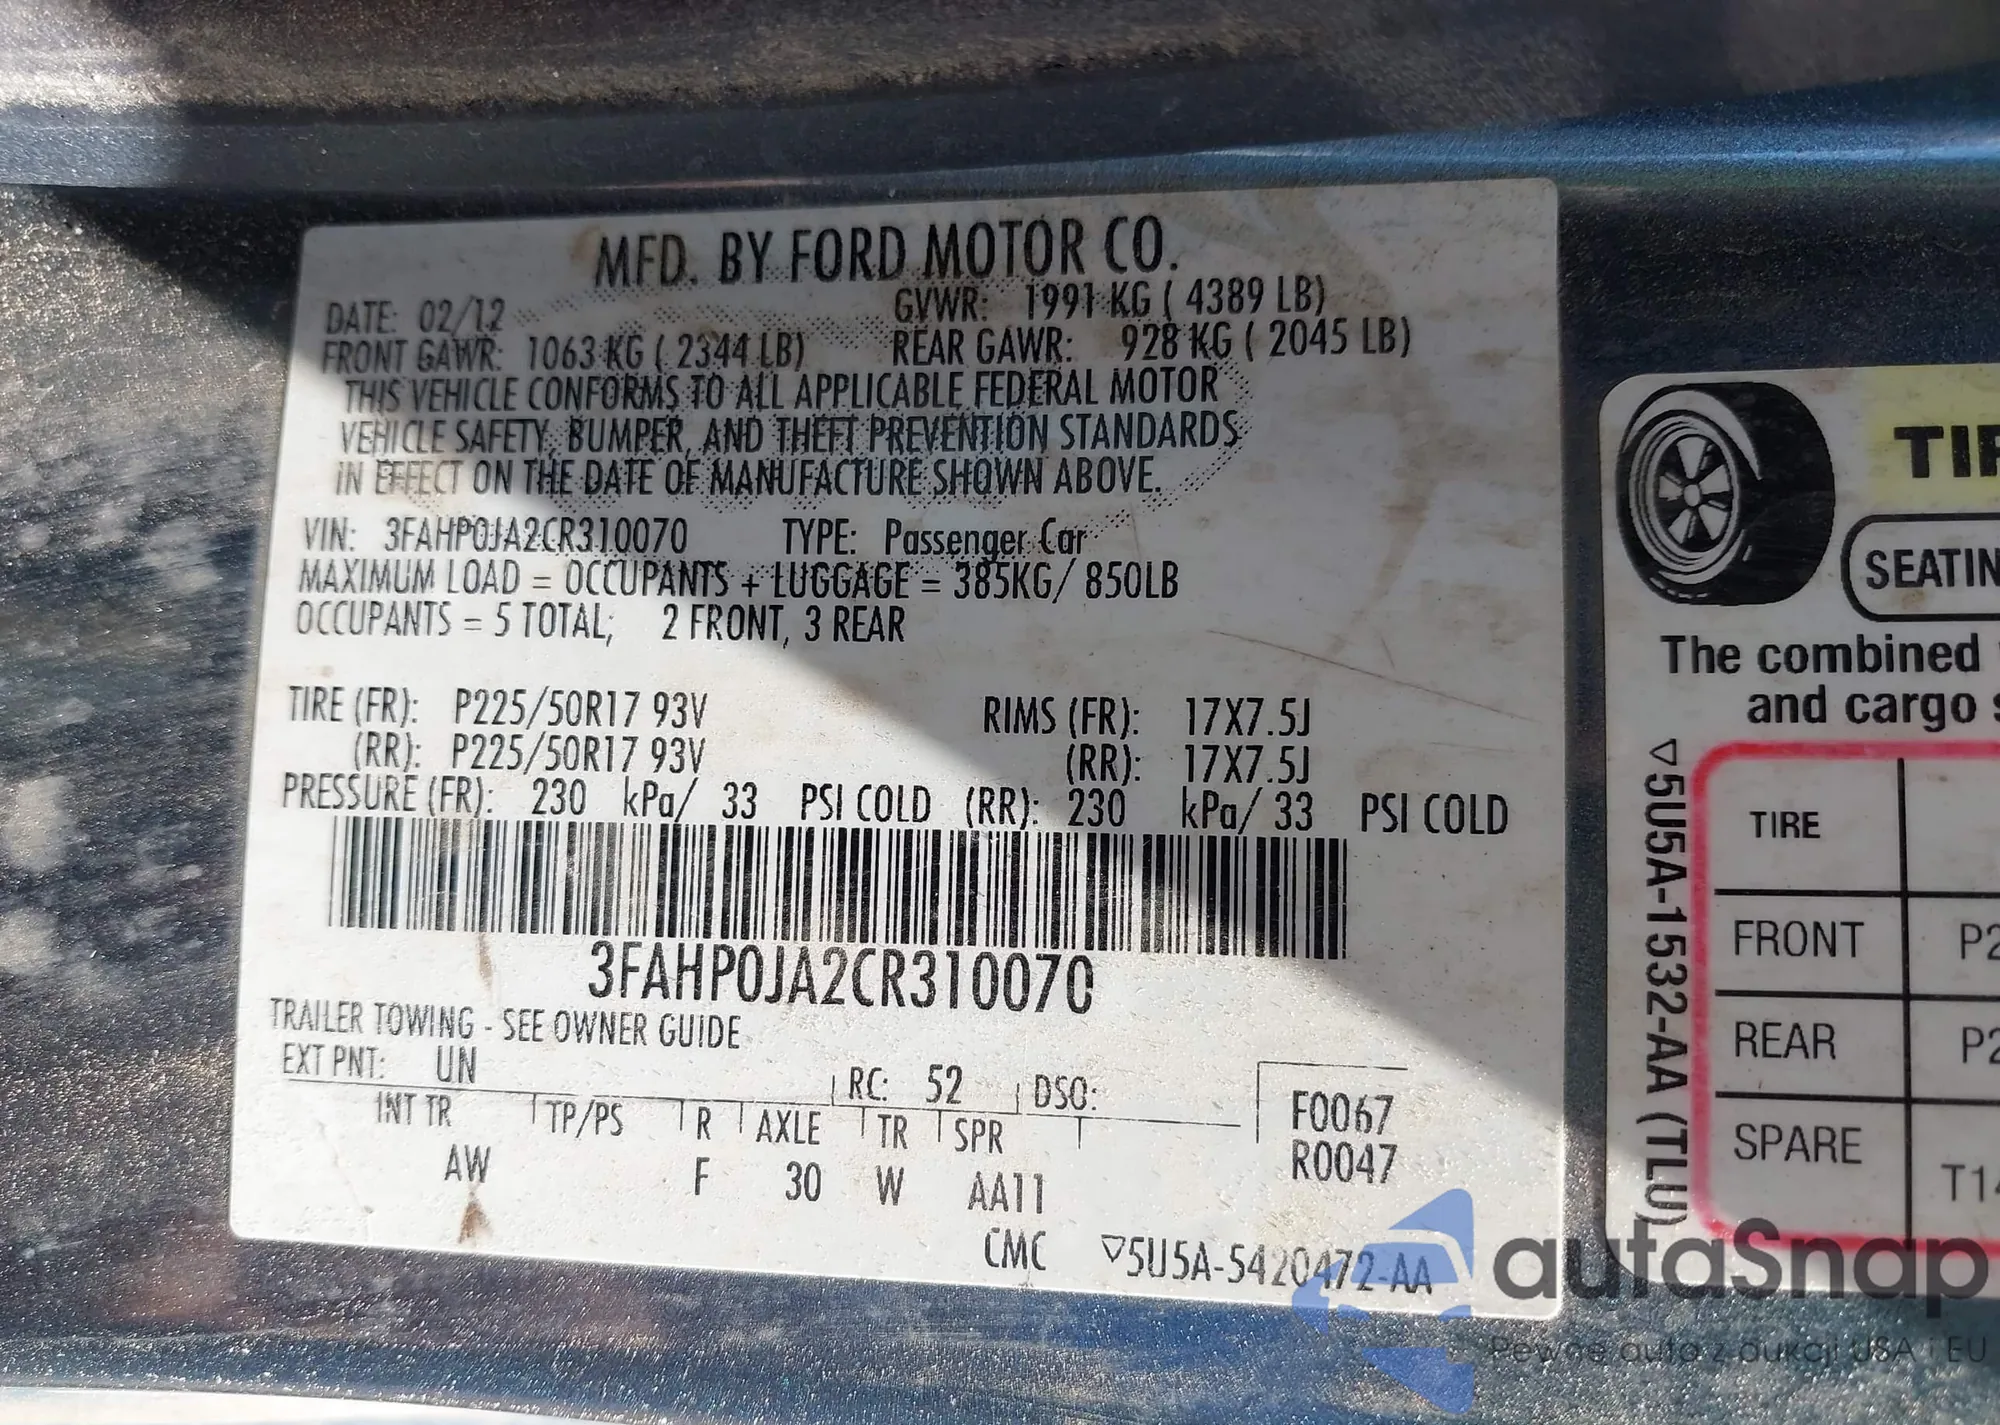 MFD. BY FORD MOTOR CO.
DATE: 02/12 GVWR: 1991 KG ( 4389 LB)
FRONT GAWR: 1063 KG ( 2344 LB) REAR GAWR: 928 KG ( 2045 LB)
THIS VEHICLE CONFORMS TO ALL APPLICABLE FEDERAL MOTOR
VEHICLE SAFETY, BUMPER, AND THEFT PREVENTION STANDARDS
IN EFFECT ON THE DATE OF MANUFACTURE SHOWN ABOVE.
VIN: 3FAHP0JA2CR310070 TYPE: Passenger Car
MAXIMUM LOAD = OCCUPANTS + LUGGAGE = 385KG/ 850LB
OCCUPANTS = 5 TOTAL; 2 FRONT, 3 REAR
TIRE (FR): P225/50R17 93V RIMS (FR): 17X7.5J
(RR): P225/50R17 93V (RR): 17X7.5J
PRESSURE (FR): 230 kPa/ 33 PSI COLD (RR): 230 kPa/ 33 PSI COLD
3FAHP0JA2CR310070
TRAILER TOWING - SEE OWNER GUIDE
EXT PNT: UN RC: 52 DSO:
INT TR TP/PS R AXLE TR SPR
AW F 30 W AA11
F0067
R0047
CMC ▽5U5A-5420472-AA
TIR
SEATIN
The combined
and cargo s
▽5U5A-1532-AA (TLU)
TIRE
FRONT P2
REAR P2
SPARE T14
autaSnap
Pewne auto z aukcji USA i EU